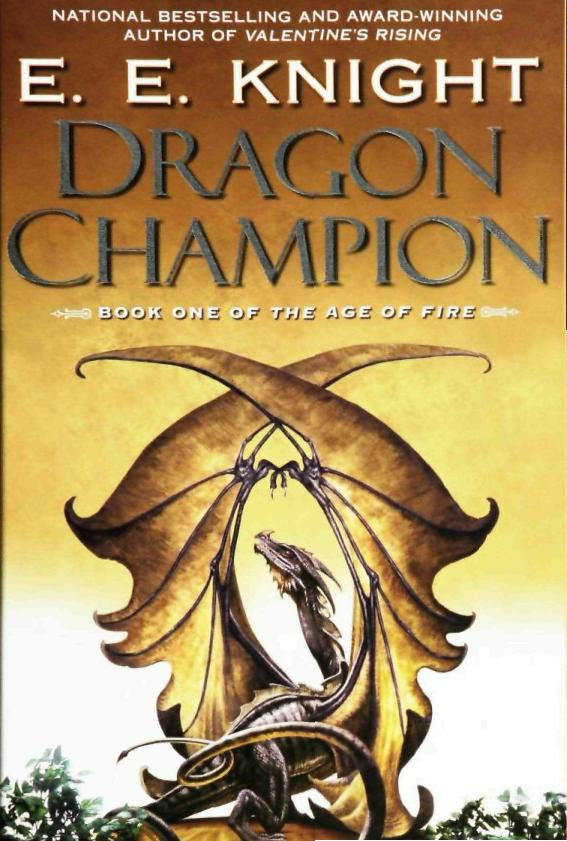 NATIONAL BESTSELLING AND AWARD-WINNING
AUTHOR OF VALENTINE'S RISING
E. E. KNIGHT
DRAGON
CHAMPION
BOOK ONE OF THE AGE OF FIRE